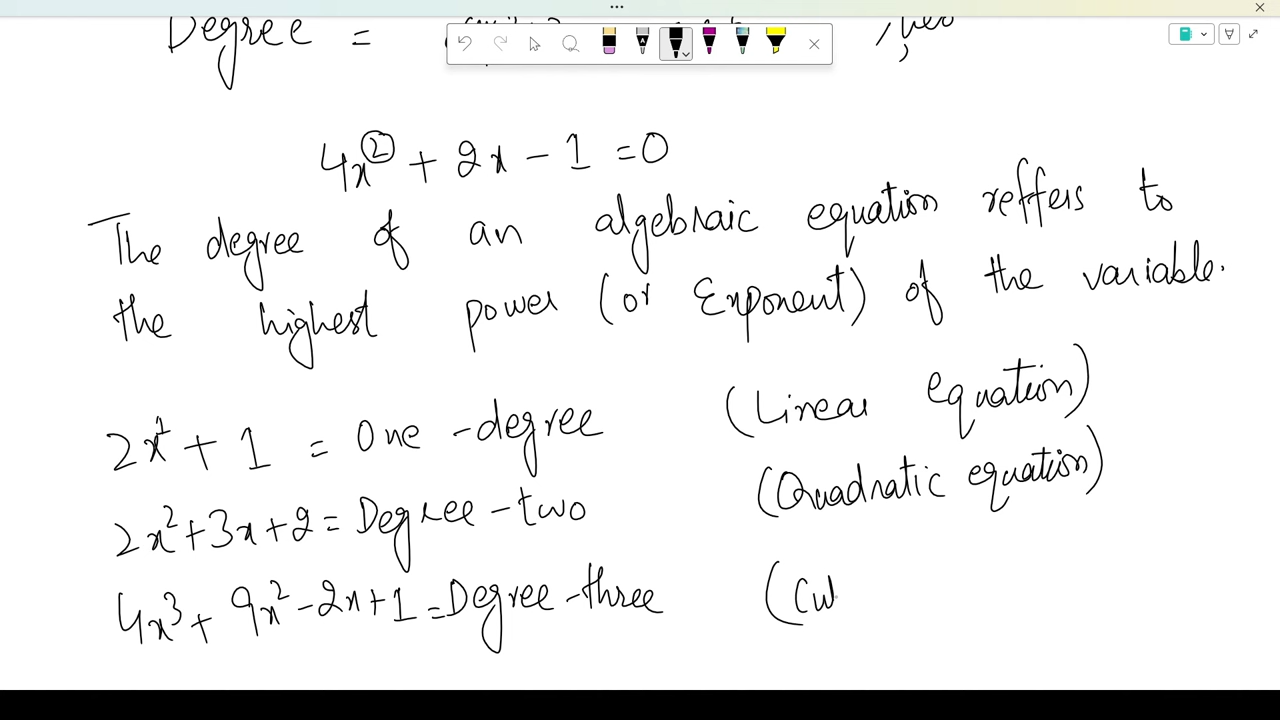 Degree =
4x² + 2x - 1 = 0
The degree of an algebraic equation reffers to
the highest power (or Exponent) of the variable.
2x¹ + 1 = One-degree (Linear equation)
2x² + 3x + 2 = Degree-two (Quadratic equation)
4x³ + 9x² - 2x + 1 = Degree-three (Cu